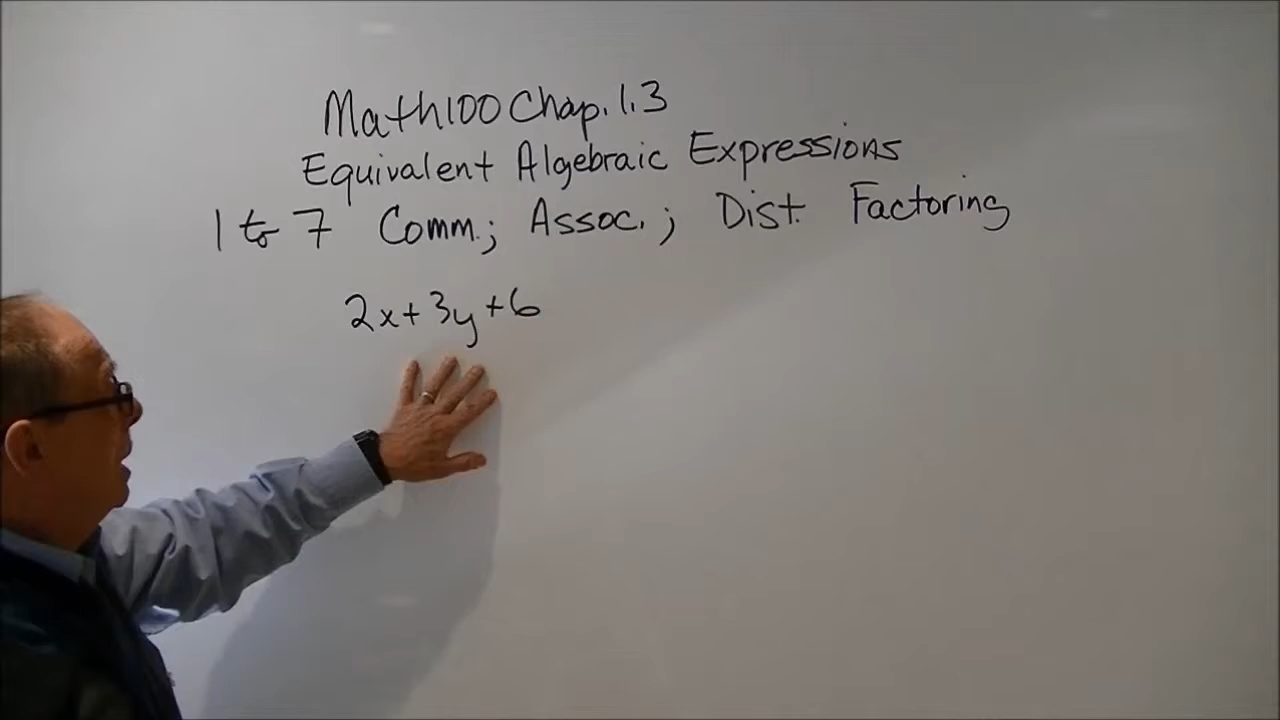 Math100 Chap. 1.3
Equivalent Algebraic Expressions
1 to 7 Comm.; Assoc.; Dist. Factoring
2x+3y+6